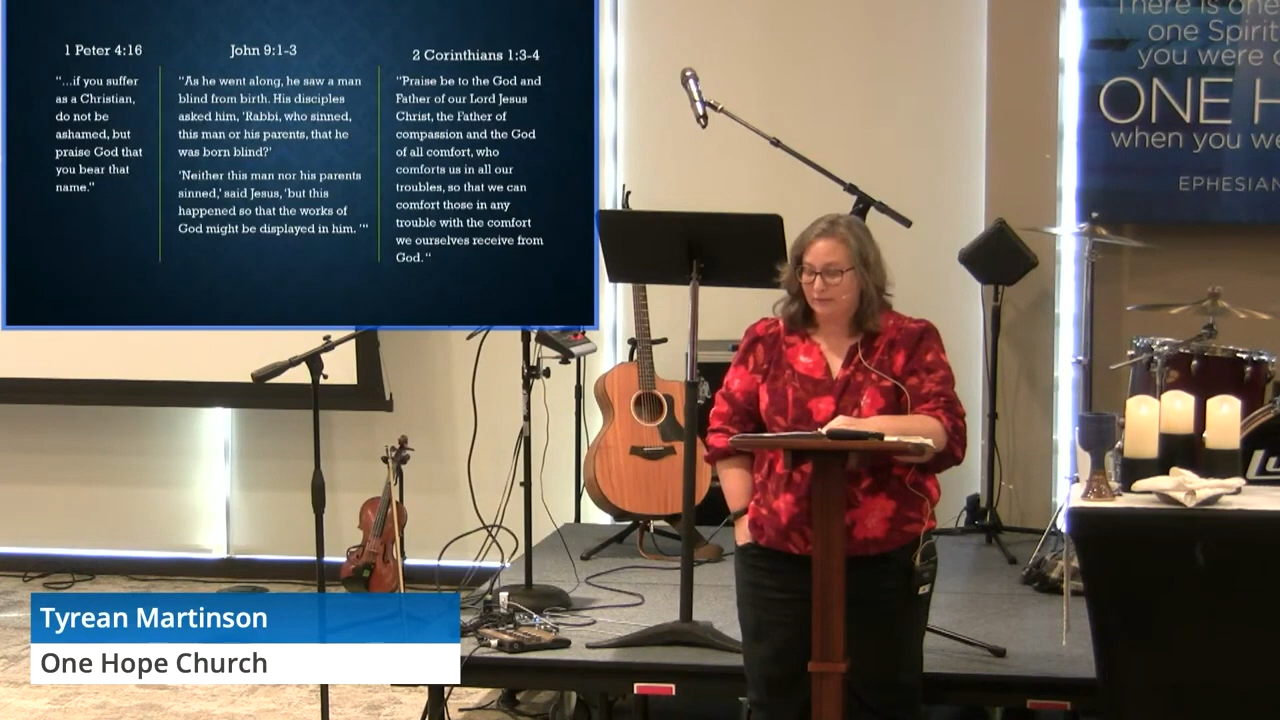 1 Peter 4:16
"...if you suffer
as a Christian,
do not be
ashamed, but
praise God that
you bear that
name."
John 9:1-3
"As he went along, he saw a man
blind from birth. His disciples
asked him, 'Rabbi, who sinned,
this man or his parents, that he
was born blind?'
'Neither this man nor his parents
sinned,' said Jesus, 'but this
happened so that the works of
God might be displayed in him. '"
2 Corinthians 1:3-4
"Praise be to the God and
Father of our Lord Jesus
Christ, the Father of
compassion and the God
of all comfort, who
comforts us in all our
troubles, so that we can
comfort those in any
trouble with the comfort
we ourselves receive from
God. "
There is one
one Spirit
you were
ONE H
when you we
EPHESIAN
Tyrean Martinson
One Hope Church